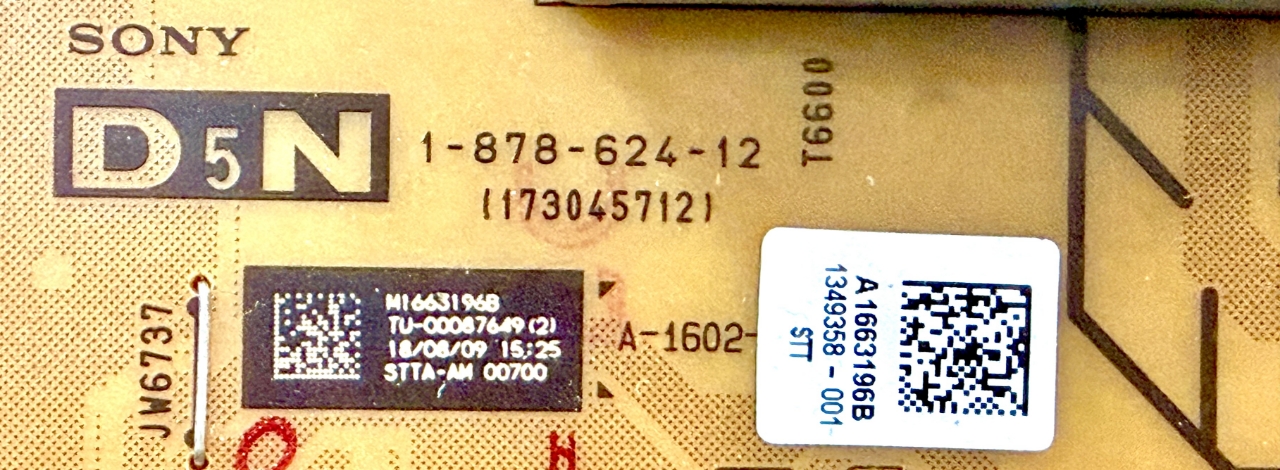 SONY
D5N
1-878-624-12
(173045712)
T6600
JW6737
M1663196B
TU-00087649(2)
18/08/09 15:25
STTA-AM 00700
A-1602-
A1663196B
1349358 - 001
STT
H